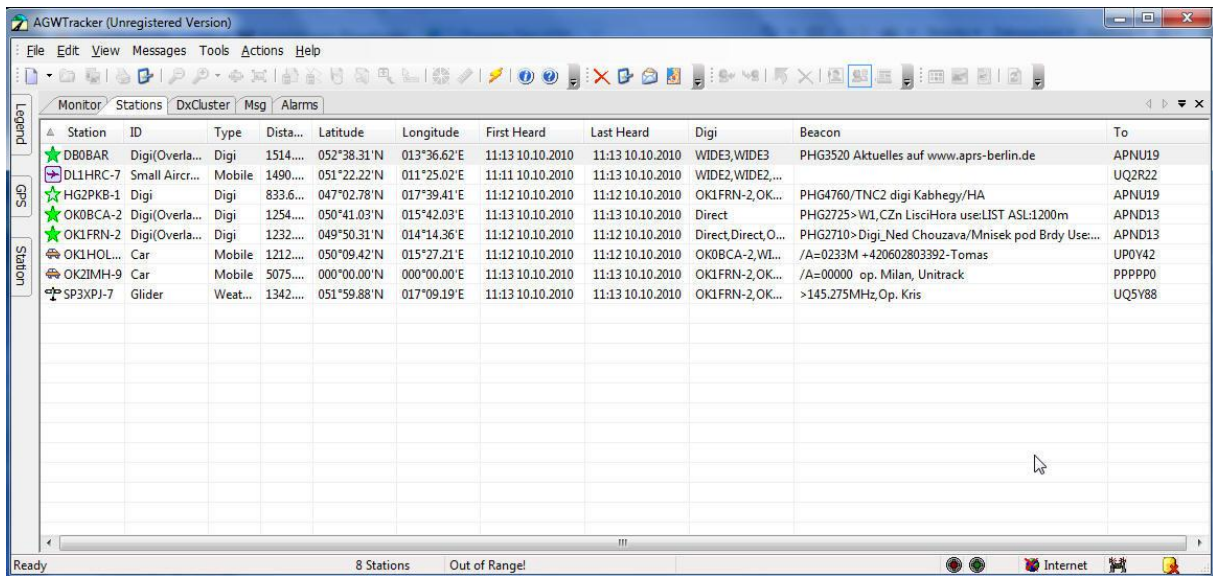 AGWTracker (Unregistered Version)
File Edit View Messages Tools Actions Help
Monitor Stations DxCluster Msg Alarms
Legend
GPS
Station
Station ID Type Dista... Latitude Longitude First Heard Last Heard Digi Beacon To
DB0BAR Digi(Overla... Digi 1514.... 052°38.31'N 013°36.62'E 11:13 10.10.2010 11:13 10.10.2010 WIDE3,WIDE3 PHG3520 Aktuelles auf www.aprs-berlin.de APNU19
DL1HRC-7 Small Aircr... Mobile 1490.... 051°22.22'N 011°25.02'E 11:11 10.10.2010 11:13 10.10.2010 WIDE2,WIDE2,... UQ2R22
HG2PKB-1 Digi Digi 833.6... 047°02.78'N 017°39.41'E 11:12 10.10.2010 11:12 10.10.2010 OK1FRN-2,OK... PHG4760/TNC2 digi Kabhegy/HA APNU19
OK0BCA-2 Digi(Overla... Digi 1254.... 050°41.03'N 015°42.03'E 11:13 10.10.2010 11:13 10.10.2010 Direct PHG2725>W1,CZn LisciHora use:LIST ASL:1200m APND13
OK1FRN-2 Digi(Overla... Digi 1232.... 049°50.31'N 014°14.36'E 11:12 10.10.2010 11:12 10.10.2010 Direct,Direct,O... PHG2710>Digi_Ned Chouzava/Mnisek pod Brdy Use:... APND13
OK1HOL... Car Mobile 1212.... 050°09.42'N 015°27.21'E 11:12 10.10.2010 11:13 10.10.2010 OK0BCA-2,WI... /A=0233M +420602803392-Tomas UP0Y42
OK2IMH-9 Car Mobile 5075.... 000°00.00'N 000°00.00'E 11:13 10.10.2010 11:13 10.10.2010 OK1FRN-2,OK... /A=00000 op. Milan, Unitrack PPPPP0
SP3XPJ-7 Glider Weat... 1342.... 051°59.88'N 017°09.19'E 11:13 10.10.2010 11:13 10.10.2010 OK1FRN-2,OK... >145.275MHz,Op. Kris UQ5Y88
Ready 8 Stations Out of Range! Internet